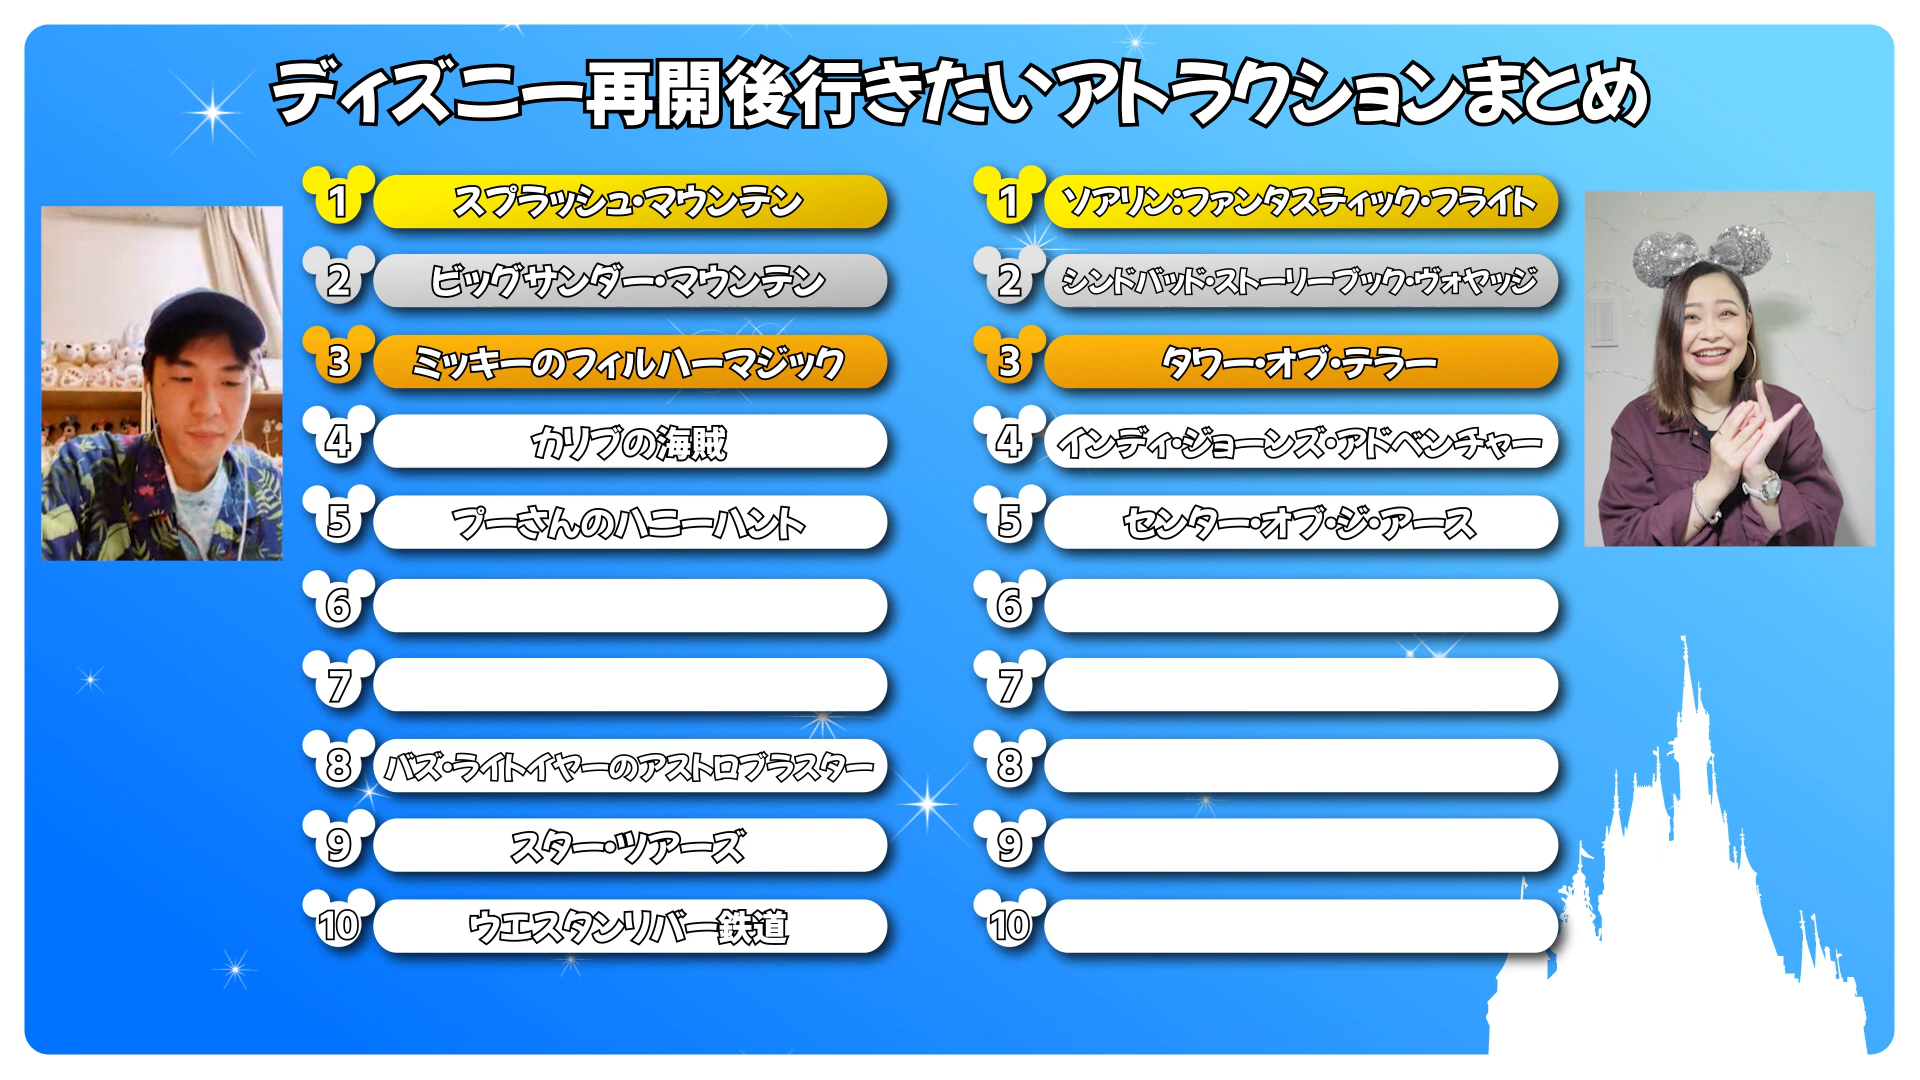 ディズニー再開後行きたいアトラクションまとめ
1 スプラッシュ・マウンテン
2 ビッグサンダー・マウンテン
3 ミッキーのフィルハーマジック
4 カリブの海賊
5 プーさんのハニーハント
6
7
8 バズ・ライトイヤーのアストロブラスター
9 スター・ツアーズ
10 ウエスタンリバー鉄道
1 ソアリン:ファンタスティック・フライト
2 シンドバッド・ストーリーブック・ヴォヤッジ
3 タワー・オブ・テラー
4 インディ・ジョーンズ・アドベンチャー
5 センター・オブ・ジ・アース
6
7
8
9
10